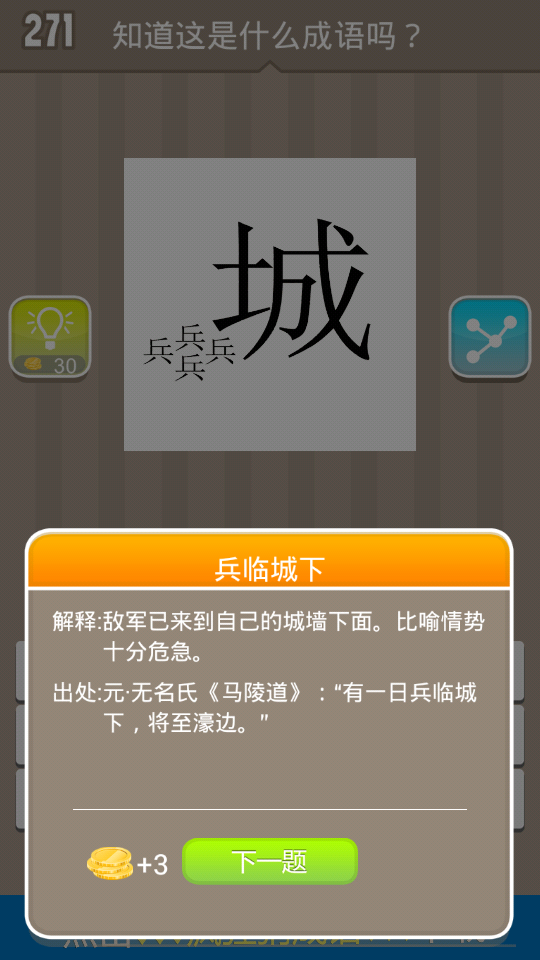 271 知道这是什么成语吗？
城
兵
兵 兵
兵
30
兵临城下
解释:敌军已来到自己的城墙下面。比喻情势
十分危急。
出处:元·无名氏《马陵道》：“有一日兵临城
下，将至濠边。”
+3 下一题